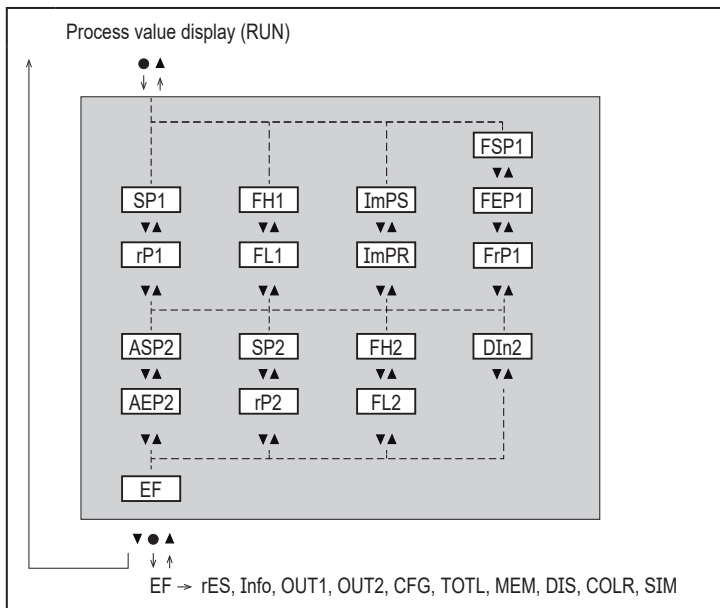 Process value display (RUN)
FSP1
SP1 FH1 ImPS FEP1
rP1 FL1 ImPR FrP1
ASP2 SP2 FH2 DIn2
AEP2 rP2 FL2
EF
EF → rES, Info, OUT1, OUT2, CFG, TOTL, MEM, DIS, COLR, SIM